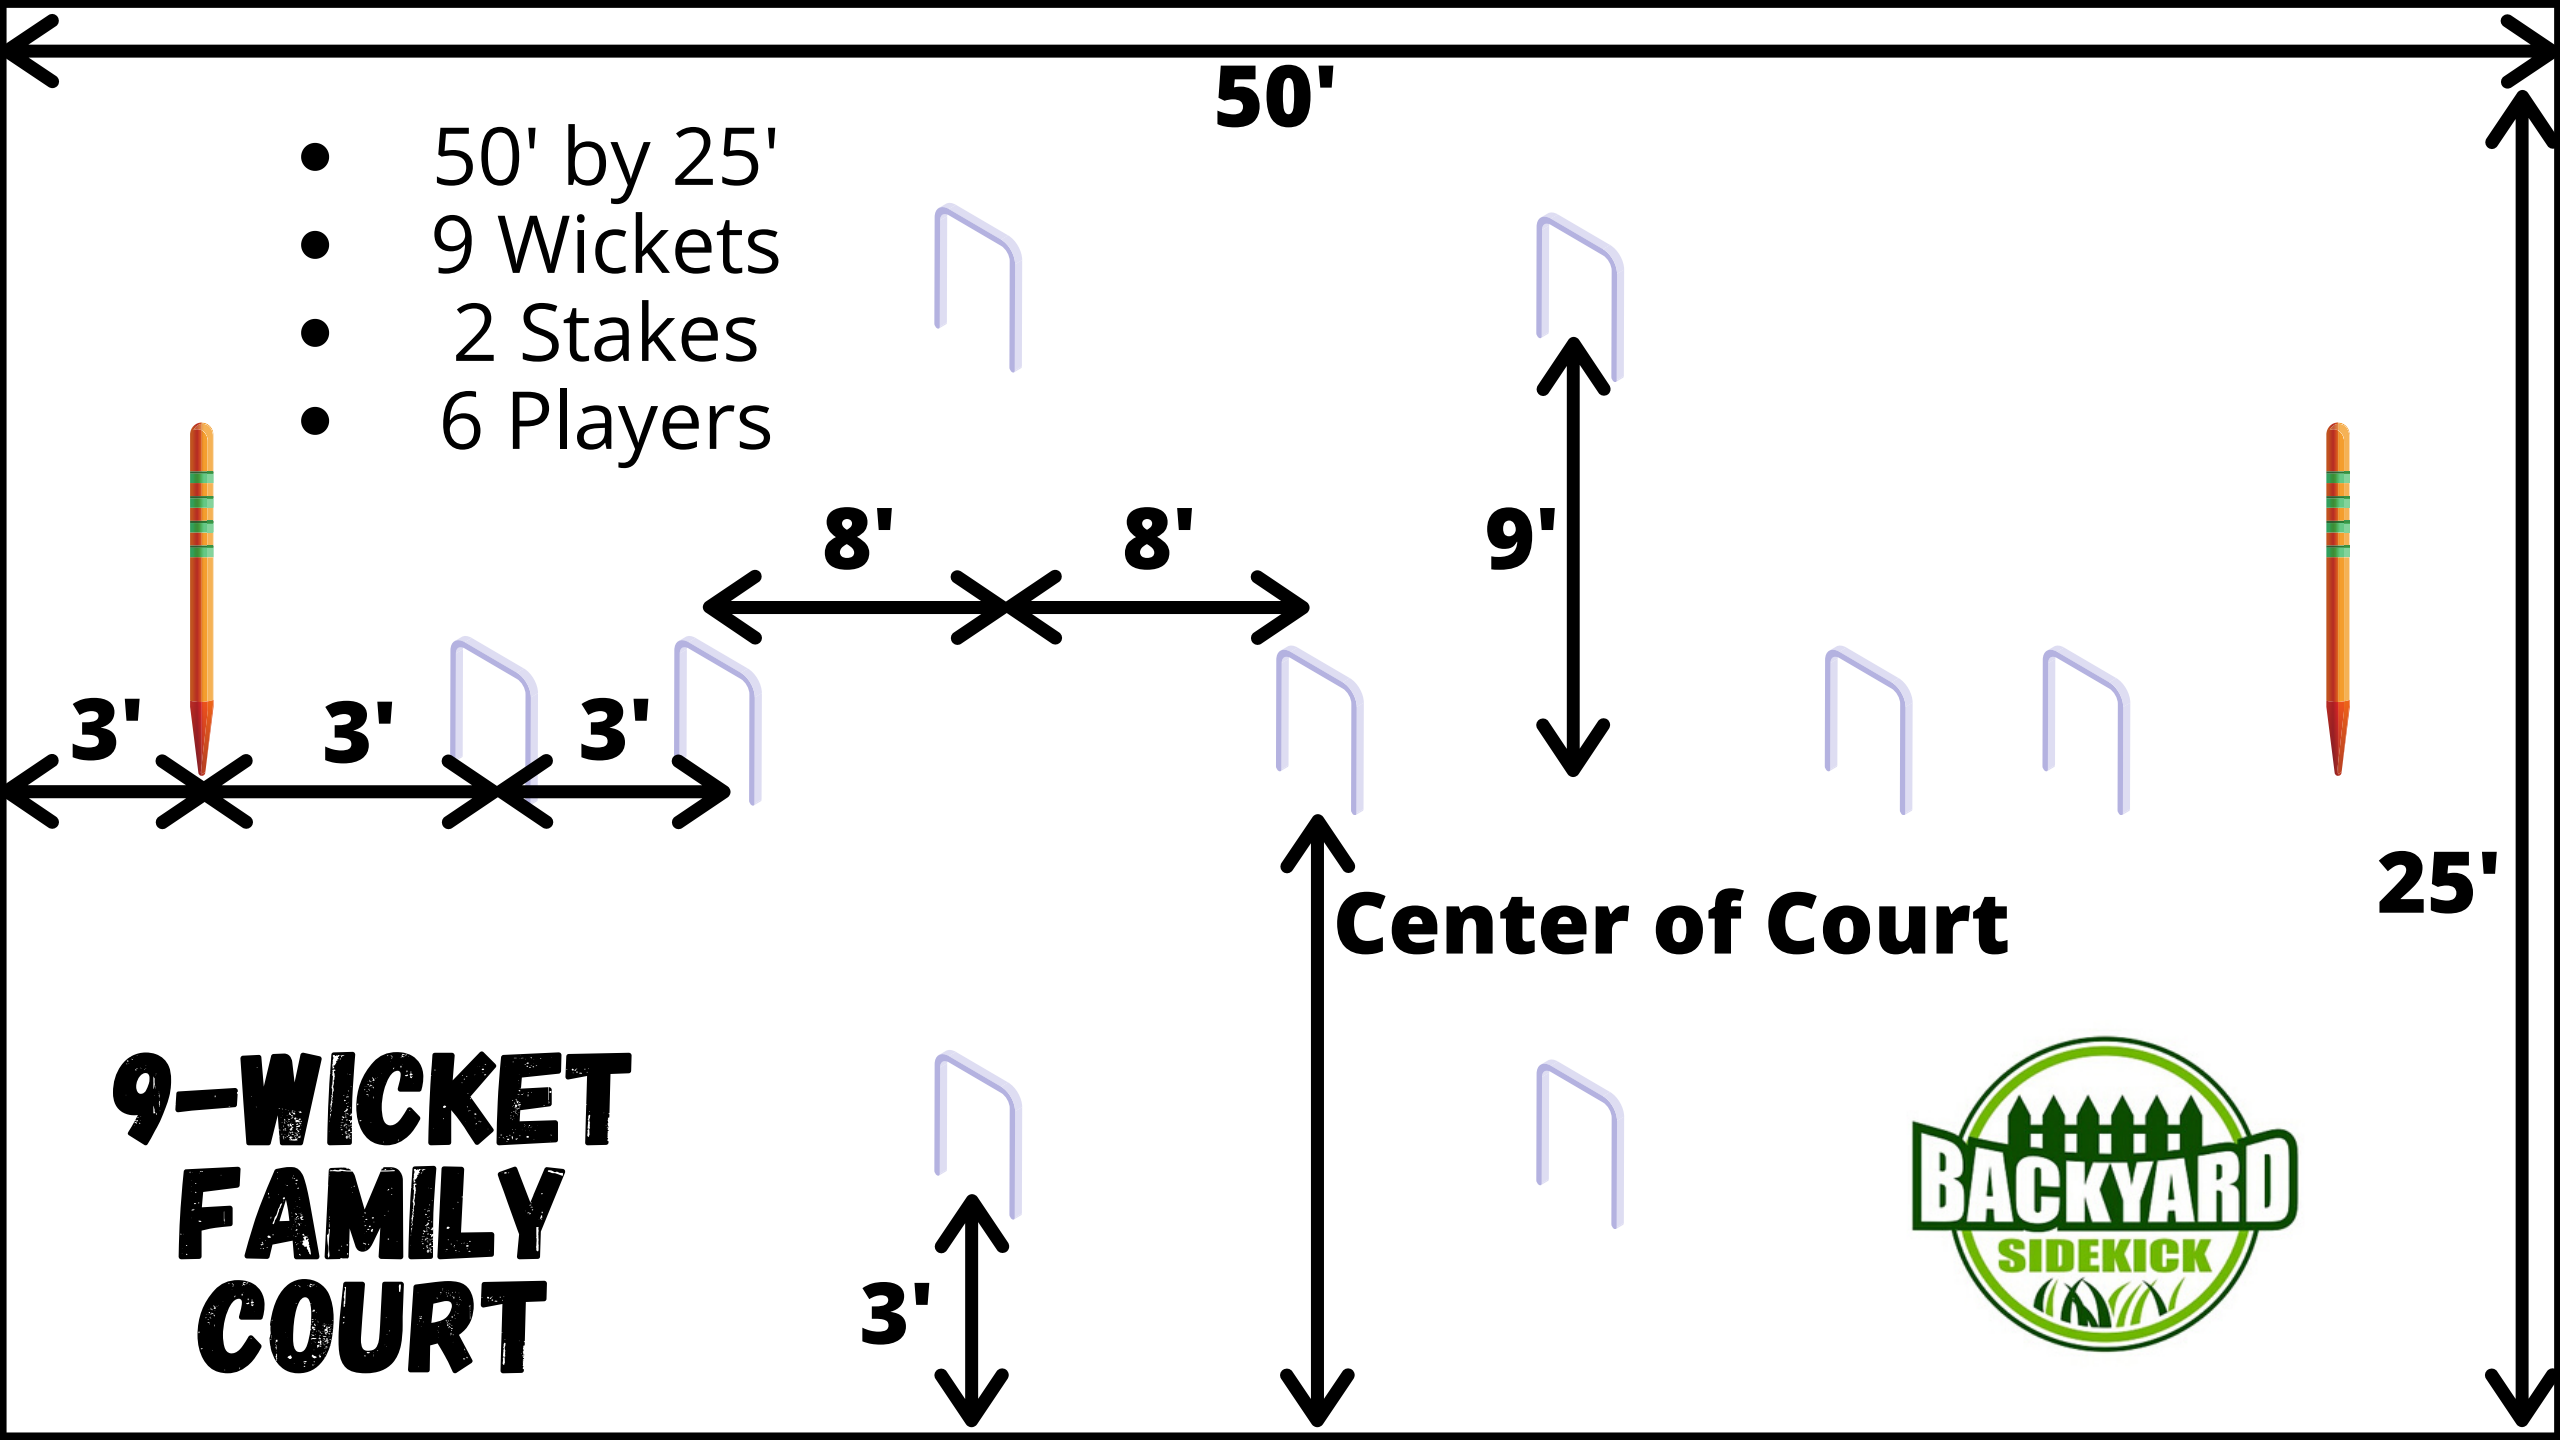 50'
• 50' by 25'
• 9 Wickets
• 2 Stakes
• 6 Players
8' 8' 9'
3' 3' 3'
25'
Center of Court
9-WICKET
FAMILY
COURT
3'
BACKYARD
SIDEKICK